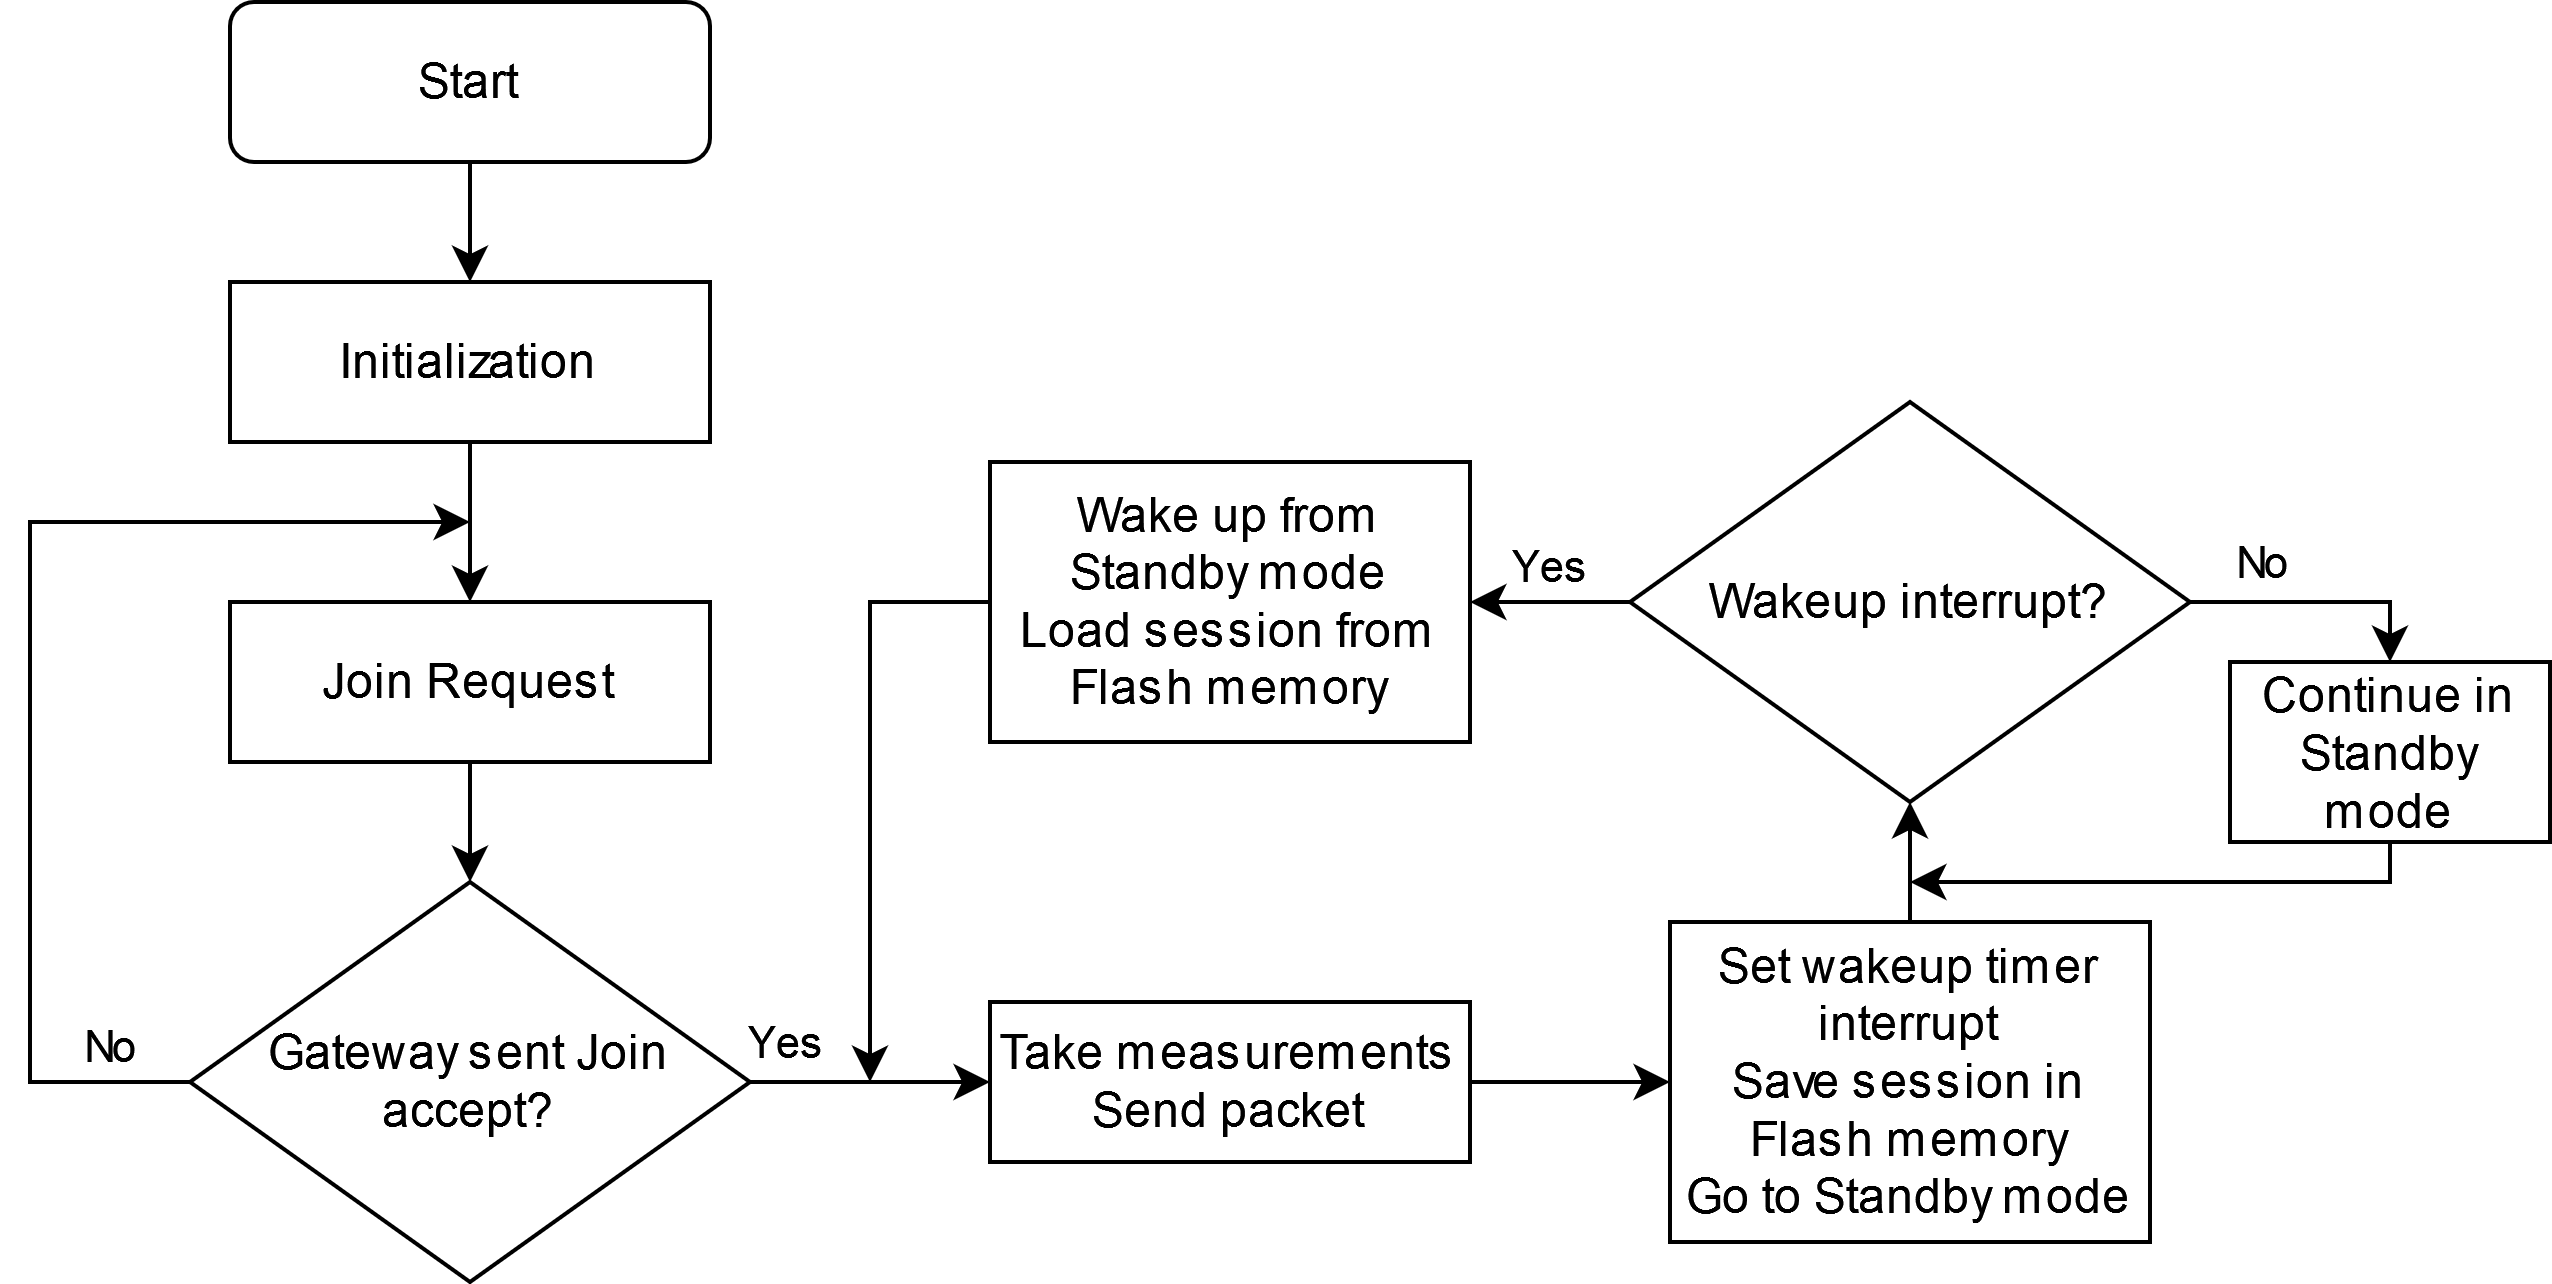 Start
Initialization
Join Request
No
Gateway sent Join
accept?
Yes
Take measurements
Send packet
Set wakeup timer
interrupt
Save session in
Flash memory
Go to Standby mode
Wakeup interrupt?
No
Continue in
Standby
mode
Yes
Wake up from
Standby mode
Load session from
Flash memory